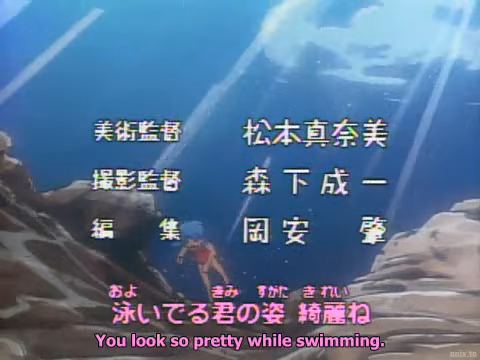 美術監督 松本真奈美
撮影監督 森下成一
編 集 岡安 肇
およ きみ すがた きれい
泳いでる君の姿 綺麗ね
You look so pretty while swimming.